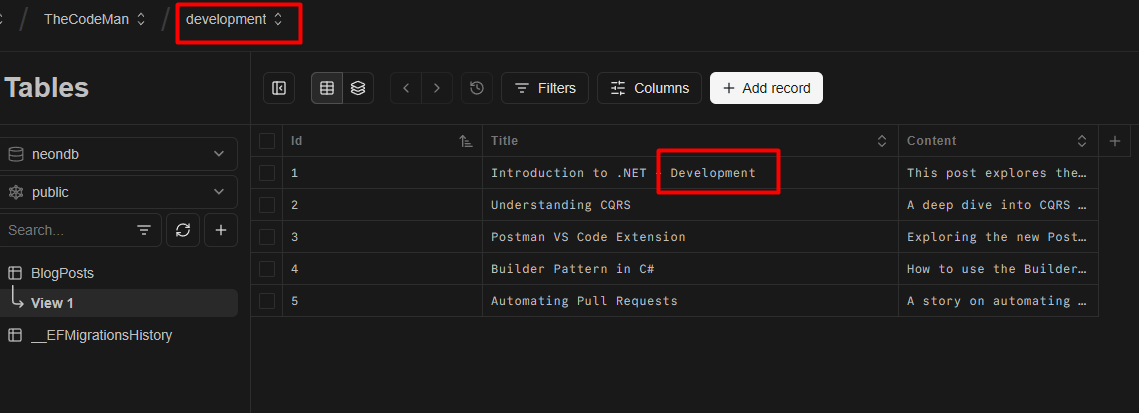 / TheCodeMan / development
Tables
Filters
Columns
+ Add record
neondb
public
Search...
BlogPosts
View 1
__EFMigrationsHistory
Id Title Content
1 Introduction to .NET - Development This post explores the…
2 Understanding CQRS A deep dive into CQRS …
3 Postman VS Code Extension Exploring the new Post…
4 Builder Pattern in C# How to use the Builder…
5 Automating Pull Requests A story on automating …